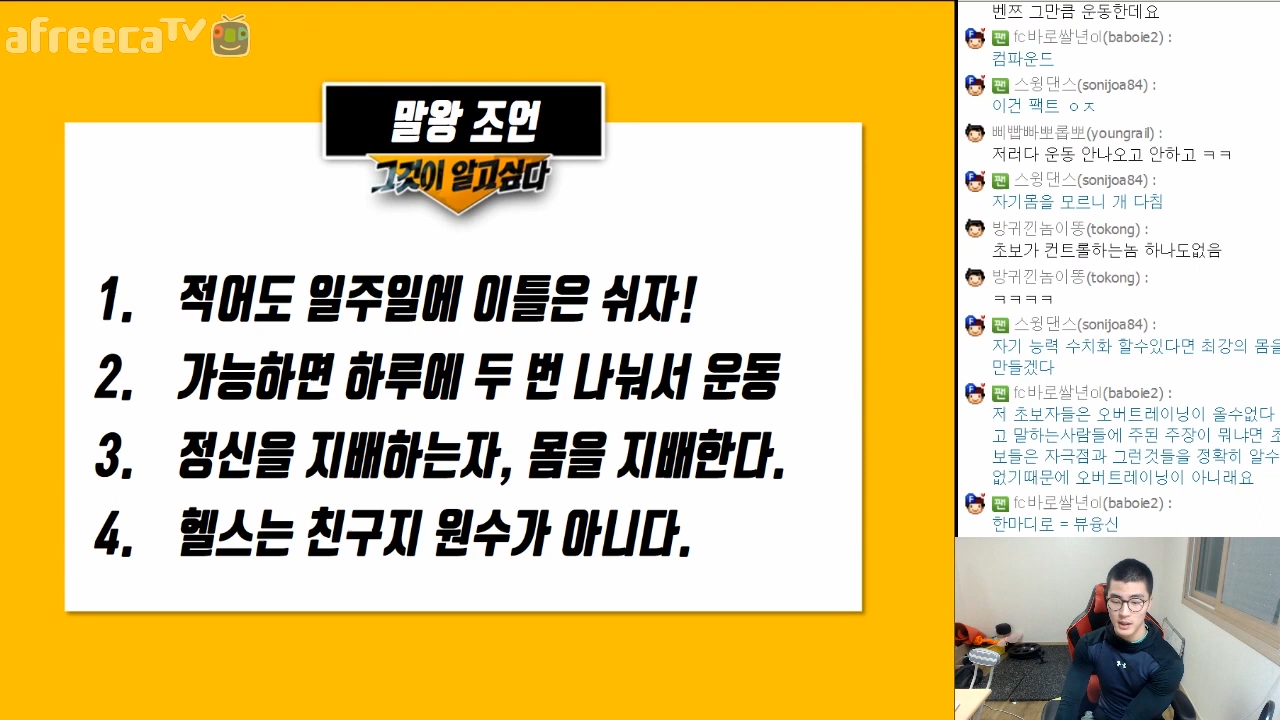 afreecaTV
말왕 조언
그것이 알고싶다
1. 적어도 일주일에 이틀은 쉬자!
2. 가능하면 하루에 두 번 나눠서 운동
3. 정신을 지배하는자, 몸을 지배한다.
4. 헬스는 친구지 원수가 아니다.
벤쯔 그만큼 운동한데요
팬 fc바로쌀년이(baboie2) :
컴파운드
팬 스윙댄스(sonijoa84) :
이건 팩트 ㅇㅈ
삐빱빠뽀롭뽀(youngrail) :
저러다 운동 안나오고 안하고 ㅋㅋ
팬 스윙댄스(sonijoa84) :
자기몸을 모르니 개 다침
방귀낀놈이똥(tokong) :
초보가 컨트롤하는놈 하나도없음
방귀낀놈이똥(tokong) :
ㅋㅋㅋㅋ
팬 스윙댄스(sonijoa84) :
자기 능력 수치화 할수있다면 최강의 몸을
만들겠다
팬 fc바로쌀년이(baboie2) :
저 초보자들은 오버트레이닝이 올수없다
고 말하는사람들에 주된 주장이 뭐냐면 초
보들은 자극점과 그런것들을 정확히 알수
없기때문에 오버트레이닝이 아니래요
팬 fc바로쌀년이(baboie2) :
한마디로 = 뷰융신